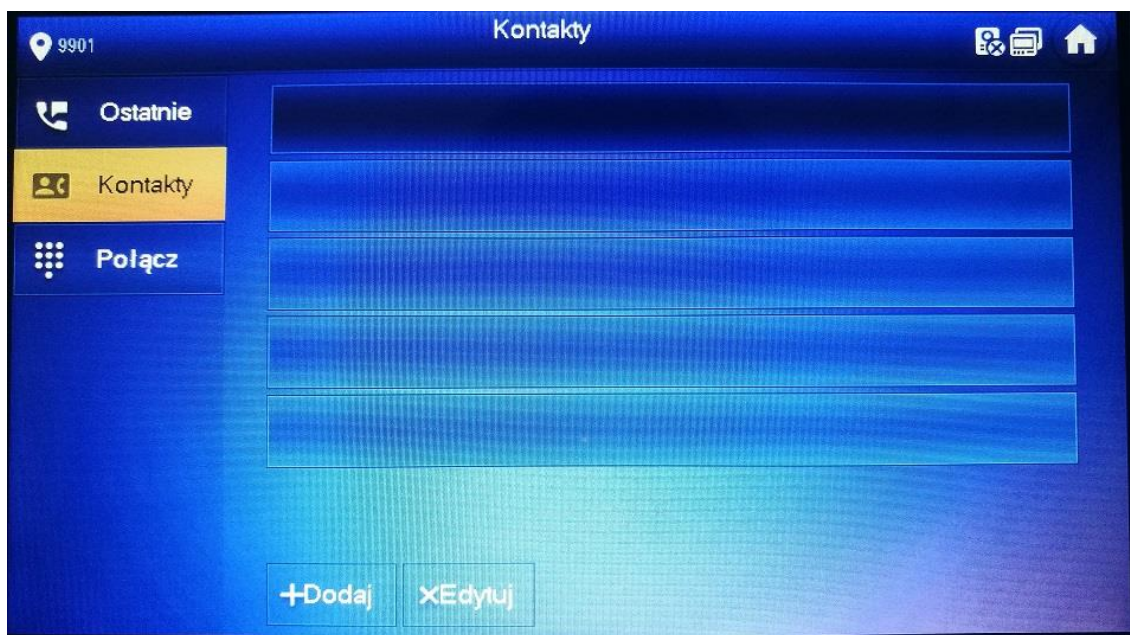 9901
Kontakty
Ostatnie
Kontakty
Połącz
+Dodaj
×Edytuj